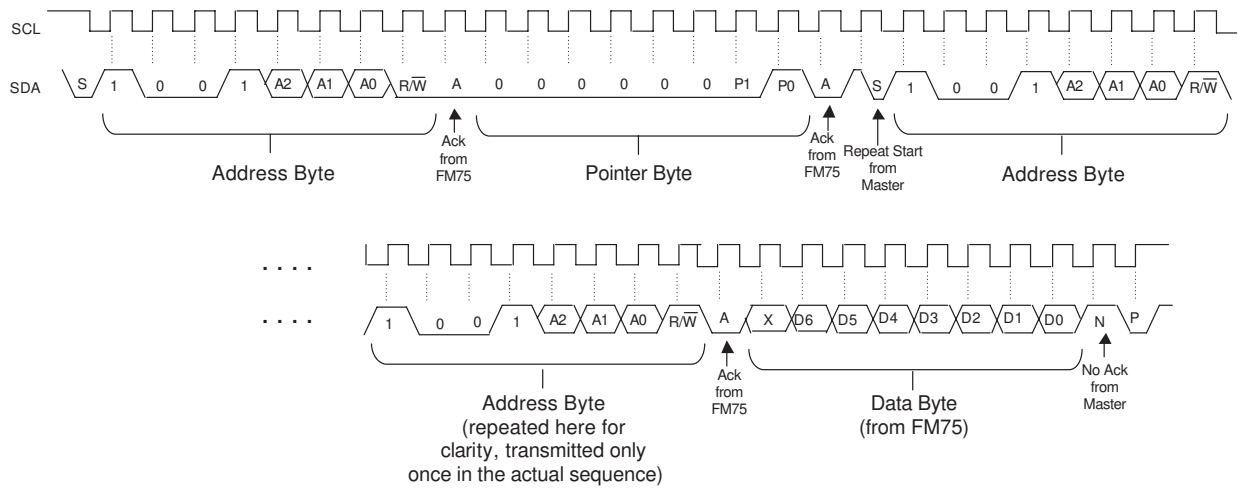 SCL
SDA S 1 0 0 1 A2 A1 A0 R/W̅ A 0 0 0 0 0 0 P1 P0 A S 1 0 0 1 A2 A1 A0 R/W̅
Address Byte
Ack
from
FM75
Pointer Byte
Ack
from
FM75
Repeat Start
from
Master
Address Byte
. . . .
. . . . 1 0 0 1 A2 A1 A0 R/W̅ A X D6 D5 D4 D3 D2 D1 D0 N P
Address Byte
(repeated here for
clarity, transmitted only
once in the actual sequence)
Ack
from
FM75
Data Byte
(from FM75)
No Ack
from
Master